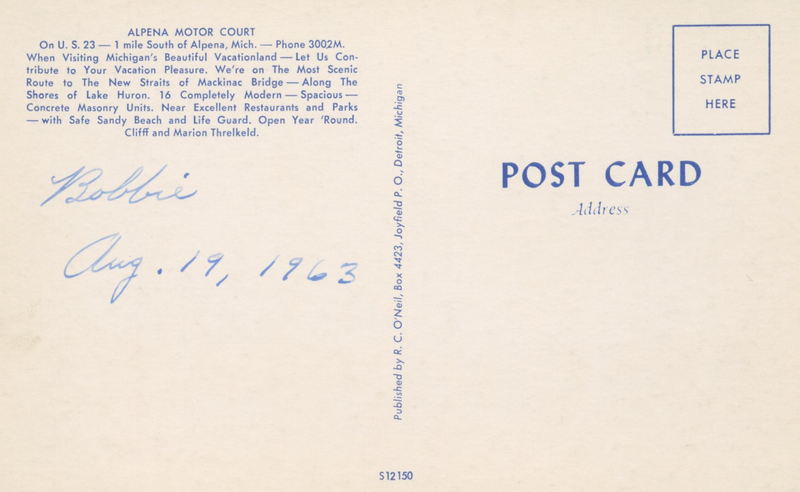 ALPENA MOTOR COURT
On U. S. 23 — 1 mile South of Alpena, Mich. — Phone 3002M.
When Visiting Michigan's Beautiful Vacationland — Let Us Con-
tribute to Your Vacation Pleasure. We're on The Most Scenic
Route to The New Straits of Mackinac Bridge — Along The
Shores of Lake Huron. 16 Completely Modern — Spacious —
Concrete Masonry Units. Near Excellent Restaurants and Parks
— with Safe Sandy Beach and Life Guard. Open Year 'Round.
Clifff and Marion Threlkeld.
Bobbie
Aug. 19, 1963
Published by R. C. O'Neil, Box 4423, Joyfield P. O., Detroit, Michigan
PLACE
STAMP
HERE
POST CARD
Address
S12150